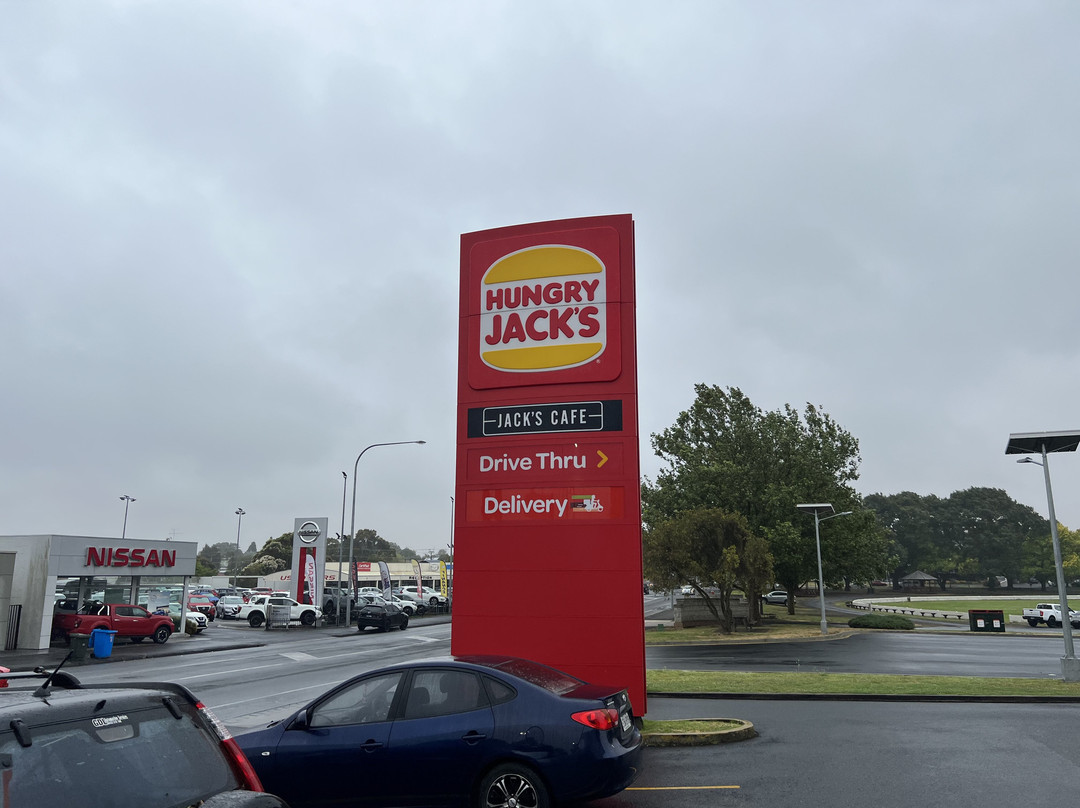 HUNGRY
JACK'S
JACK'S CAFE
Drive Thru
Delivery
NISSAN
NISSAN